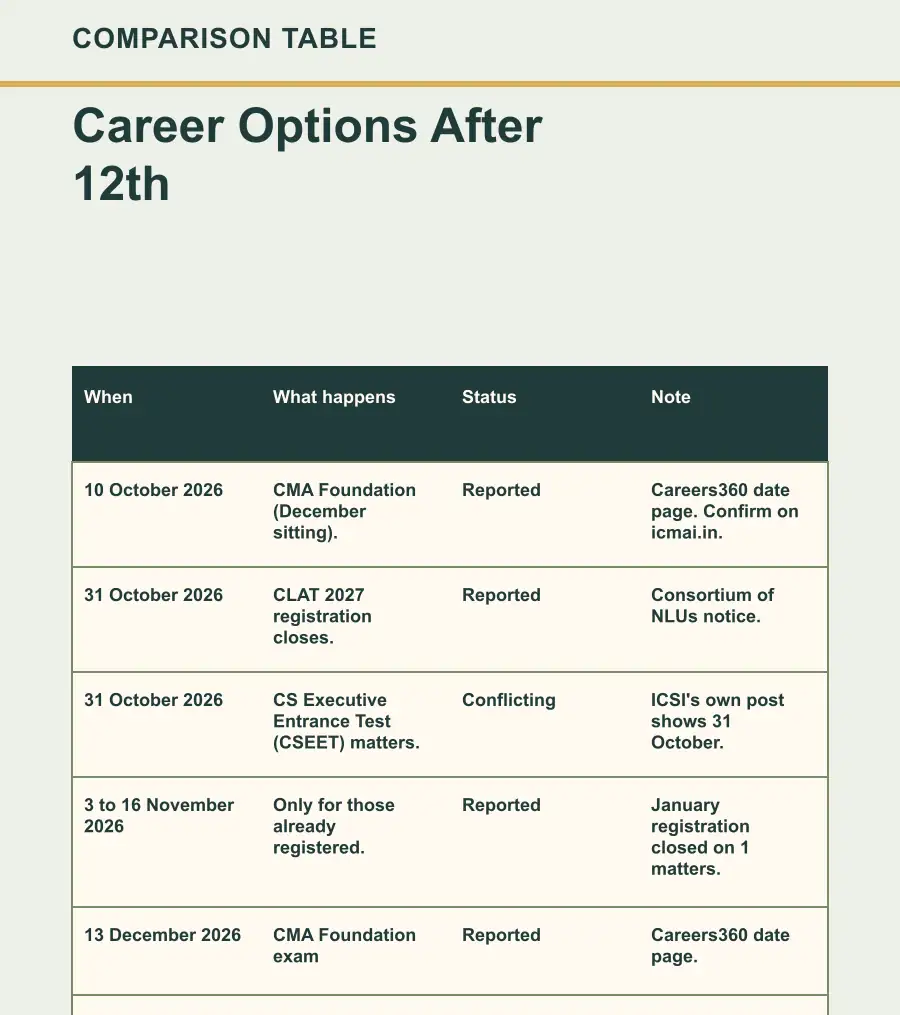 COMPARISON TABLE
Career Options After
12th
When
What happens
Status
Note
10 October 2026
CMA Foundation
(December
sitting).
Reported
Careers360 date
page. Confirm on
icmai.in.
31 October 2026
CLAT 2027
registration
closes.
Reported
Consortium of
NLUs notice.
31 October 2026
CS Executive
Entrance Test
(CSEET) matters.
Conflicting
ICSI's own post
shows 31
October.
3 to 16 November
2026
Only for those
already
registered.
Reported
January
registration
closed on 1
matters.
13 December 2026
CMA Foundation
exam
Reported
Careers360 date
page.